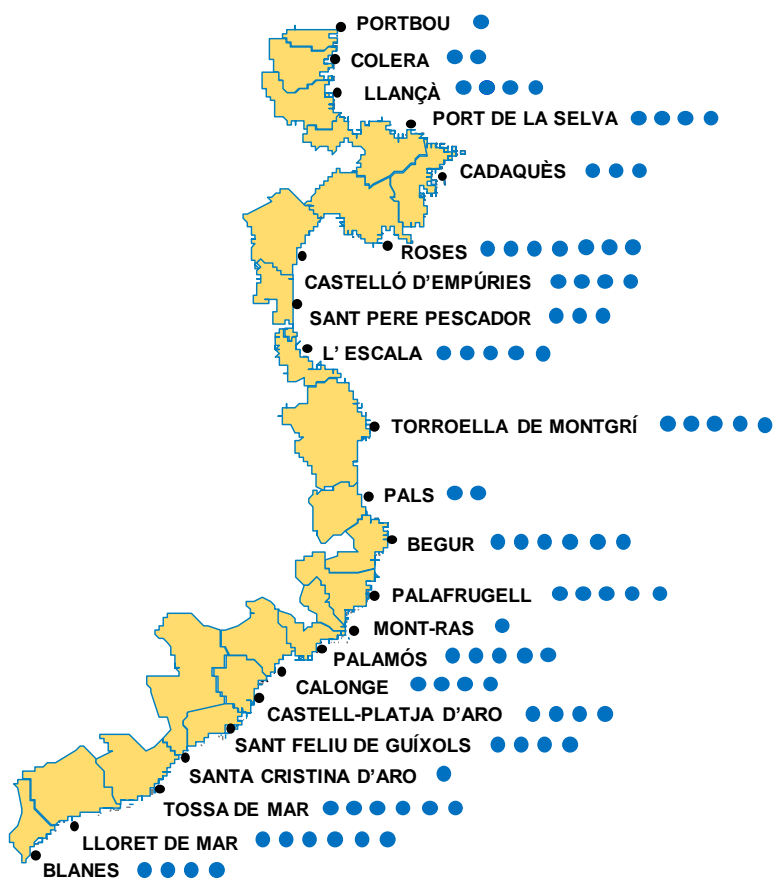 PORTBOU
COLERA
LLANÇÀ
PORT DE LA SELVA
CADAQUÈS
ROSES
CASTELLÓ D'EMPÚRIES
SANT PERE PESCADOR
L' ESCALA
TORROELLA DE MONTGRÍ
PALS
BEGUR
PALAFRUGELL
MONT-RAS
PALAMÓS
CALONGE
CASTELL-PLATJA D'ARO
SANT FELIU DE GUÍXOLS
SANTA CRISTINA D'ARO
TOSSA DE MAR
LLORET DE MAR
BLANES